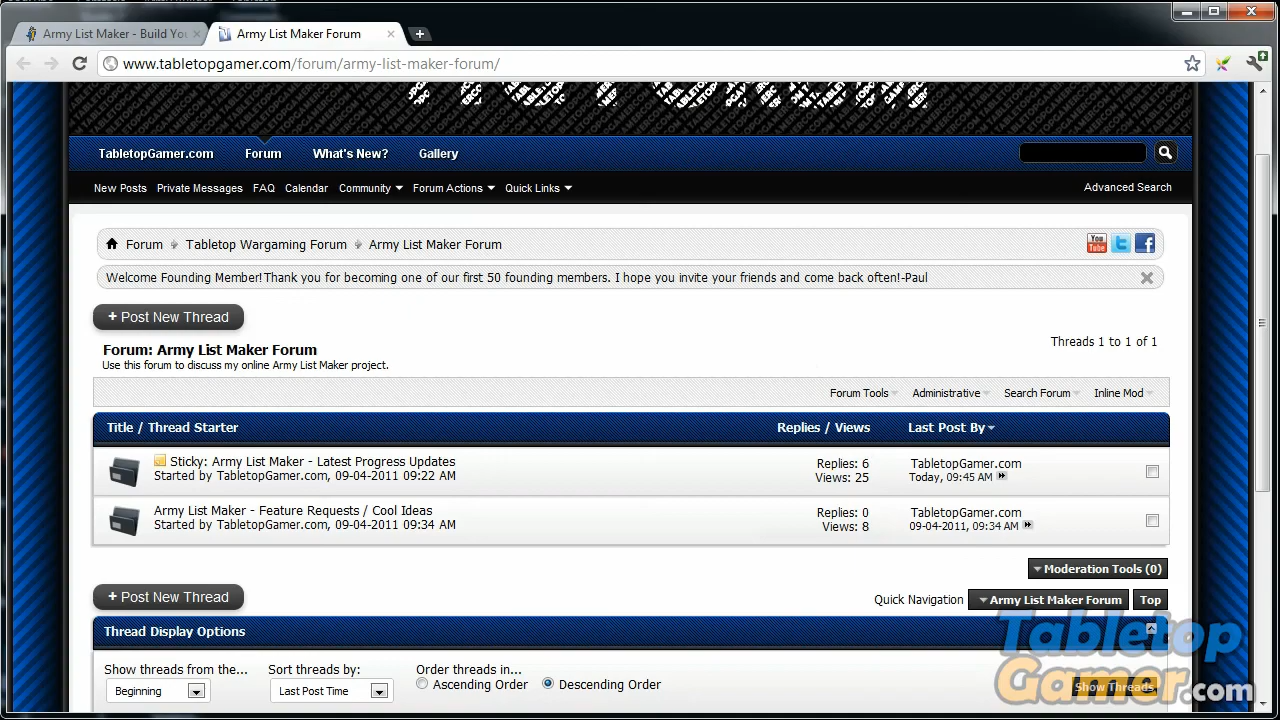 Army List Maker - Build You
Army List Maker Forum
www.tabletopgamer.com/forum/army-list-maker-forum/
TabletopGamer.com Forum What's New? Gallery
New Posts Private Messages FAQ Calendar Community Forum Actions Quick Links Advanced Search
Forum Tabletop Wargaming Forum Army List Maker Forum
You Tube
Welcome Founding Member! Thank you for becoming one of our first 50 founding members. I hope you invite your friends and come back often!-Paul
+ Post New Thread
Threads 1 to 1 of 1
Forum: Army List Maker Forum
Use this forum to discuss my online Army List Maker project.
Forum Tools Administrative Search Forum Inline Mod
Title / Thread Starter Replies / Views Last Post By
Sticky: Army List Maker - Latest Progress Updates Replies: 6 TabletopGamer.com
Started by TabletopGamer.com, 09-04-2011 09:22 AM Views: 25 Today, 09:45 AM
Army List Maker - Feature Requests / Cool Ideas Replies: 0 TabletopGamer.com
Started by TabletopGamer.com, 09-04-2011 09:34 AM Views: 8 09-04-2011, 09:34 AM
Moderation Tools (0)
+ Post New Thread
Quick Navigation Army List Maker Forum Top
Thread Display Options
Show threads from the... Sort threads by: Order threads in...
Beginning Last Post Time Ascending Order Descending Order
Show Threads
Tabletop
Gamer.com